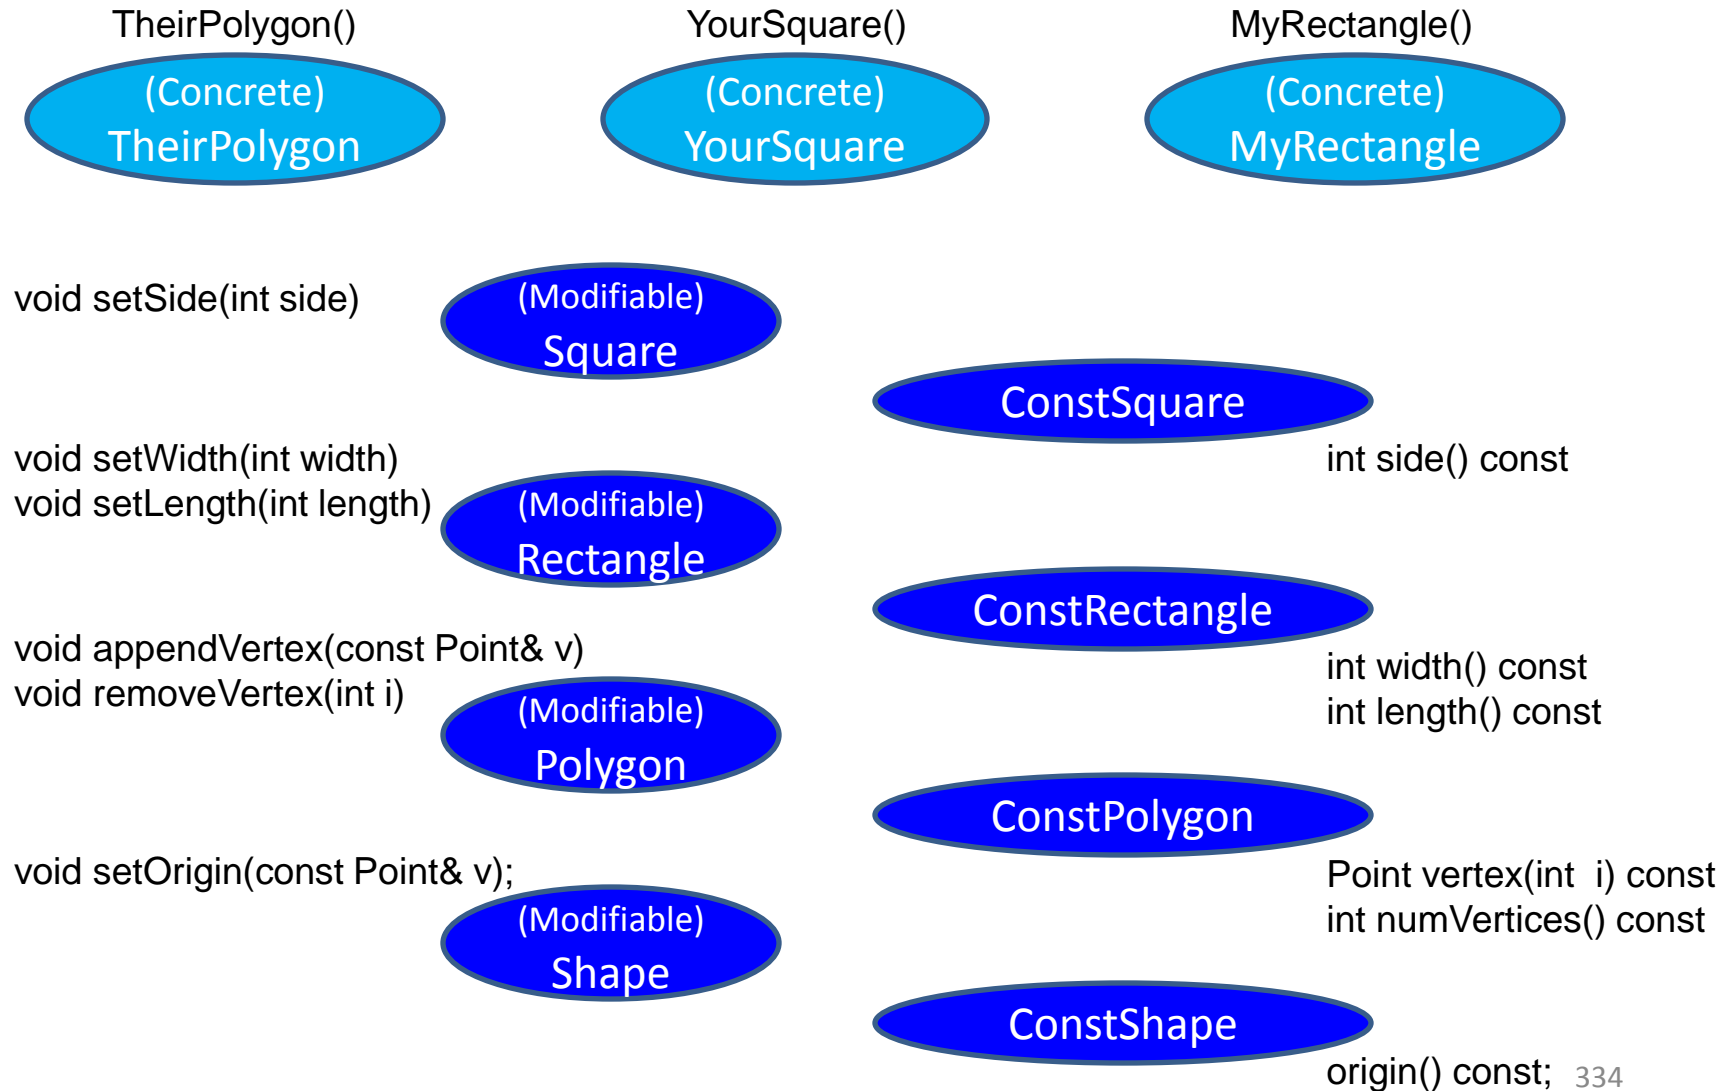 TheirPolygon()
YourSquare()
MyRectangle()
(Concrete)
TheirPolygon
(Concrete)
YourSquare
(Concrete)
MyRectangle
void setSide(int side)
(Modifiable)
Square
ConstSquare
int side() const
void setWidth(int width)
void setLength(int length)
(Modifiable)
Rectangle
ConstRectangle
int width() const
int length() const
void appendVertex(const Point& v)
void removeVertex(int i)
(Modifiable)
Polygon
ConstPolygon
Point vertex(int  i) const
int numVertices() const
void setOrigin(const Point& v);
(Modifiable)
Shape
ConstShape
origin() const;
334